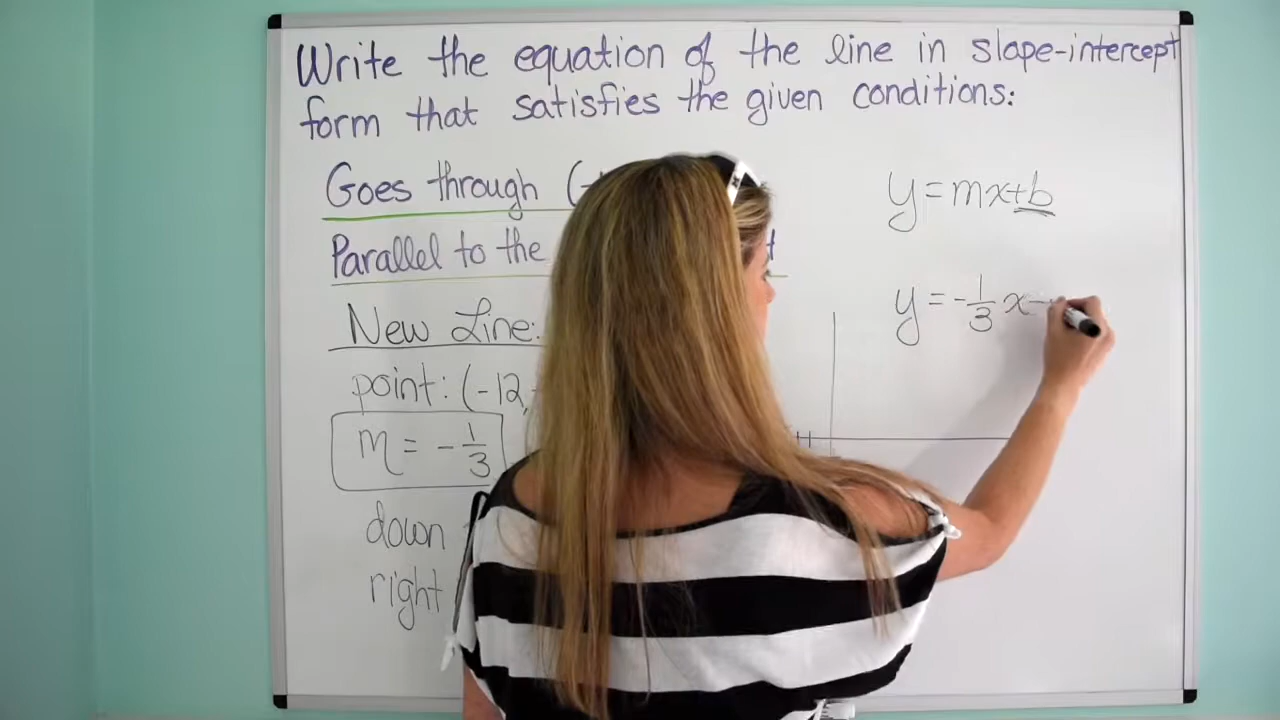 Write the equation of the line in slope-intercept
form that satisfies the given conditions:
Goes through (-
Parallel to the
New Line:
point: (-12,
m = -1/3
down
right
y=mx+b
y = -1/3 x-